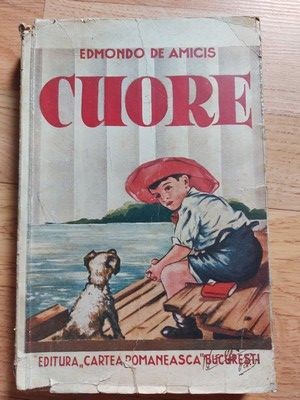 EDMONDO DE AMICIS
CUORE
EDITURA „CARTEA ROMANEASCA" BUCUREȘTI